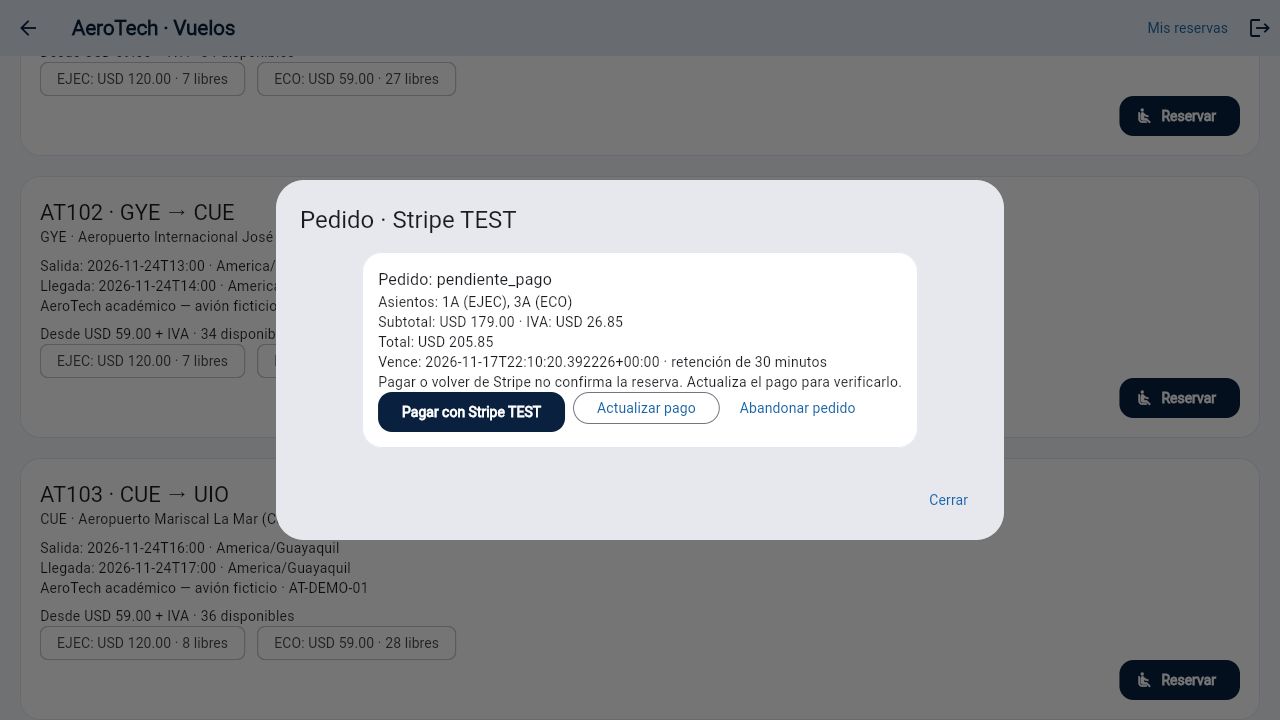 AeroTech · Vuelos
Mis reservas
EJEC: USD 120.00 · 7 libres
ECO: USD 59.00 · 27 libres
Reservar
AT102 · GYE → CUE
GYE · Aeropuerto Internacional José
Salida: 2026-11-24T13:00 · America/
Llegada: 2026-11-24T14:00 · America
AeroTech académico — avión ficticio
Desde USD 59.00 + IVA · 34 disponib
EJEC: USD 120.00 · 7 libres
Reservar
Pedido · Stripe TEST
Pedido: pendiente_pago
Asientos: 1A (EJEC), 3A (ECO)
Subtotal: USD 179.00 · IVA: USD 26.85
Total: USD 205.85
Vence: 2026-11-17T22:10:20.392226+00:00 · retención de 30 minutos
Pagar o volver de Stripe no confirma la reserva. Actualiza el pago para verificarlo.
Pagar con Stripe TEST
Actualizar pago
Abandonar pedido
Cerrar
AT103 · CUE → UIO
CUE · Aeropuerto Mariscal La Mar (C
Salida: 2026-11-24T16:00 · America/Guayaquil
Llegada: 2026-11-24T17:00 · America/Guayaquil
AeroTech académico — avión ficticio · AT-DEMO-01
Desde USD 59.00 + IVA · 36 disponibles
EJEC: USD 120.00 · 8 libres
ECO: USD 59.00 · 28 libres
Reservar